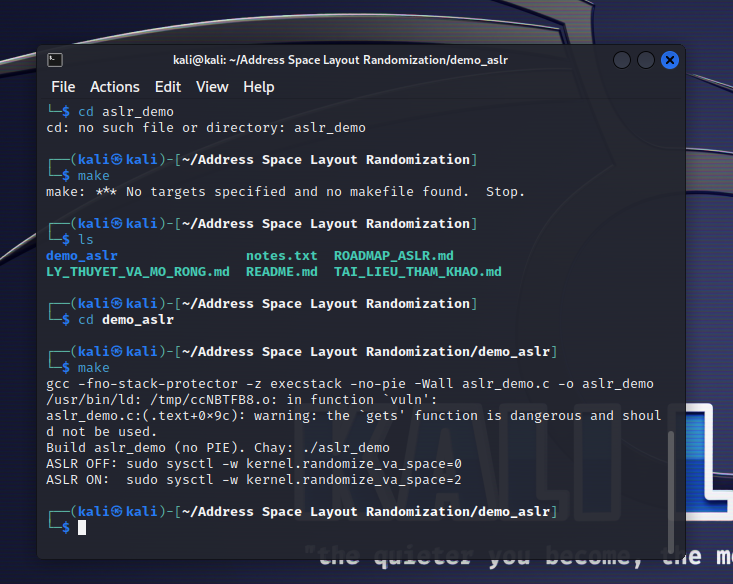 kali@kali: ~/Address Space Layout Randomization/demo_aslr
File Actions Edit View Help
└─$ cd aslr_demo
cd: no such file or directory: aslr_demo
┌──(kali㉿kali)-[~/Address Space Layout Randomization]
└─$ make
make: *** No targets specified and no makefile found.  Stop.
┌──(kali㉿kali)-[~/Address Space Layout Randomization]
└─$ ls
demo_aslr                notes.txt  ROADMAP_ASLR.md
LY_THUYET_VA_MO_RONG.md  README.md  TAI_LIEU_THAM_KHAO.md
┌──(kali㉿kali)-[~/Address Space Layout Randomization]
└─$ cd demo_aslr
┌──(kali㉿kali)-[~/Address Space Layout Randomization/demo_aslr]
└─$ make
gcc -fno-stack-protector -z execstack -no-pie -Wall aslr_demo.c -o aslr_demo
/usr/bin/ld: /tmp/ccNBTFB8.o: in function `vuln':
aslr_demo.c:(.text+0×9c): warning: the `gets' function is dangerous and shoul
d not be used.
Build aslr_demo (no PIE). Chay: ./aslr_demo
ASLR OFF: sudo sysctl -w kernel.randomize_va_space=0
ASLR ON:  sudo sysctl -w kernel.randomize_va_space=2
┌──(kali㉿kali)-[~/Address Space Layout Randomization/demo_aslr]
└─$
"the quieter you become, the m